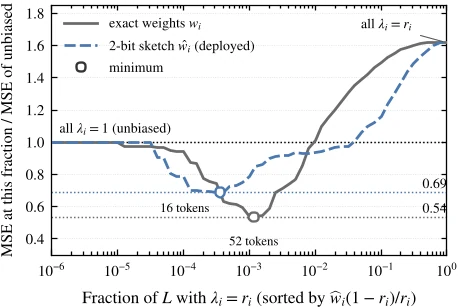 MSE at this fraction / MSE of unbiased
1.8
1.6
1.4
1.2
1.0
0.8
0.6
0.4
exact weights wᵢ
2-bit sketch ŵᵢ (deployed)
minimum
all λᵢ = rᵢ
all λᵢ = 1 (unbiased)
0.69
0.54
16 tokens
52 tokens
10⁻⁶ 10⁻⁵ 10⁻⁴ 10⁻³ 10⁻² 10⁻¹ 10⁰
Fraction of L with λᵢ = rᵢ (sorted by ŵᵢ(1 − rᵢ)/rᵢ)